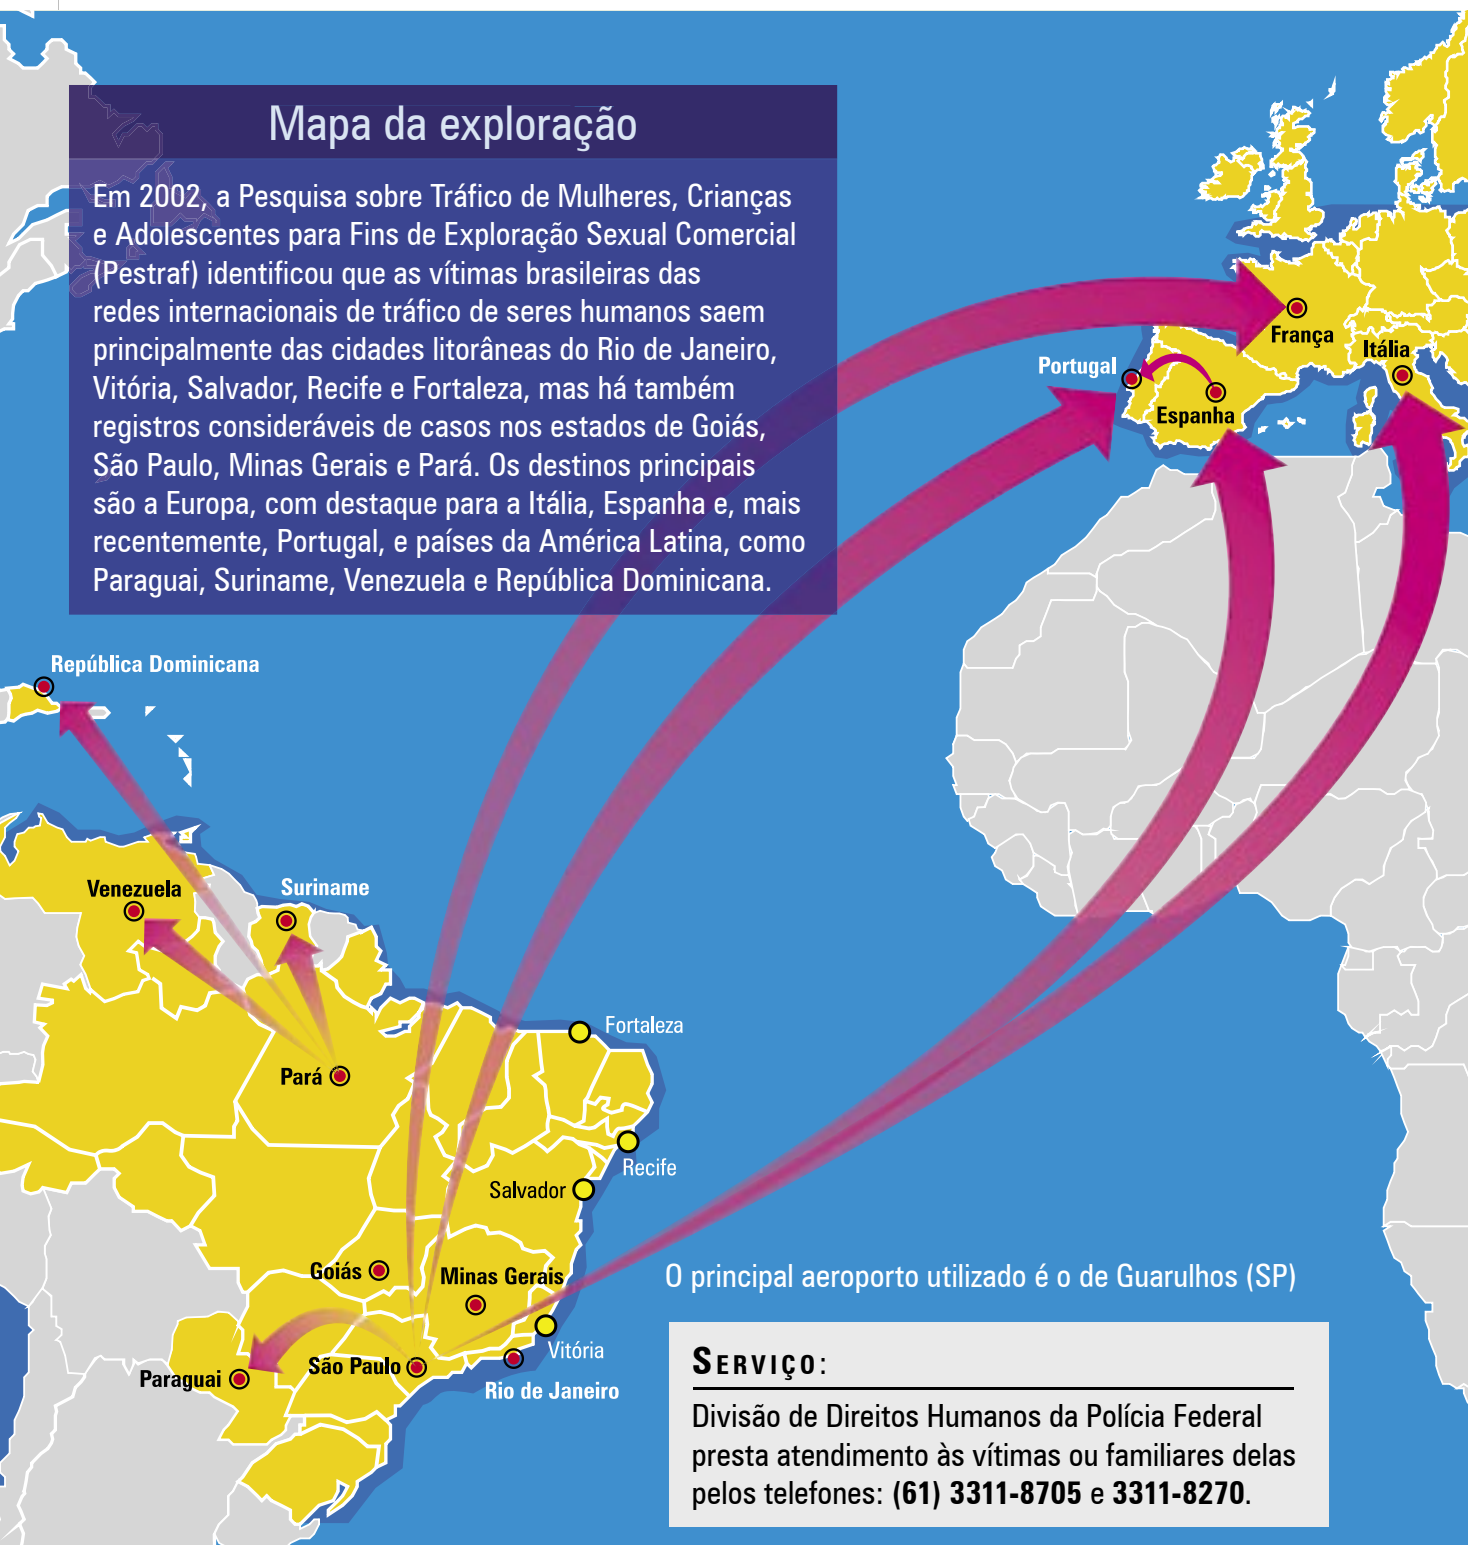 Mapa da exploração
Em 2002, a Pesquisa sobre Tráfico de Mulheres, Crianças
e Adolescentes para Fins de Exploração Sexual Comercial
(Pestraf) identificou que as vítimas brasileiras das
redes internacionais de tráfico de seres humanos saem
principalmente das cidades litorâneas do Rio de Janeiro,
Vitória, Salvador, Recife e Fortaleza, mas há também
registros consideráveis de casos nos estados de Goiás,
São Paulo, Minas Gerais e Pará. Os destinos principais
são a Europa, com destaque para a Itália, Espanha e, mais
recentemente, Portugal, e países da América Latina, como
Paraguai, Suriname, Venezuela e República Dominicana.
França
Itália
Portugal
Espanha
República Dominicana
Venezuela
Suriname
Fortaleza
Pará
Recife
Salvador
Goiás
Minas Gerais
Vitória
São Paulo
Paraguai
Rio de Janeiro
O principal aeroporto utilizado é o de Guarulhos (SP)
SERVIÇO:
Divisão de Direitos Humanos da Polícia Federal
presta atendimento às vítimas ou familiares delas
pelos telefones: (61) 3311-8705 e 3311-8270.